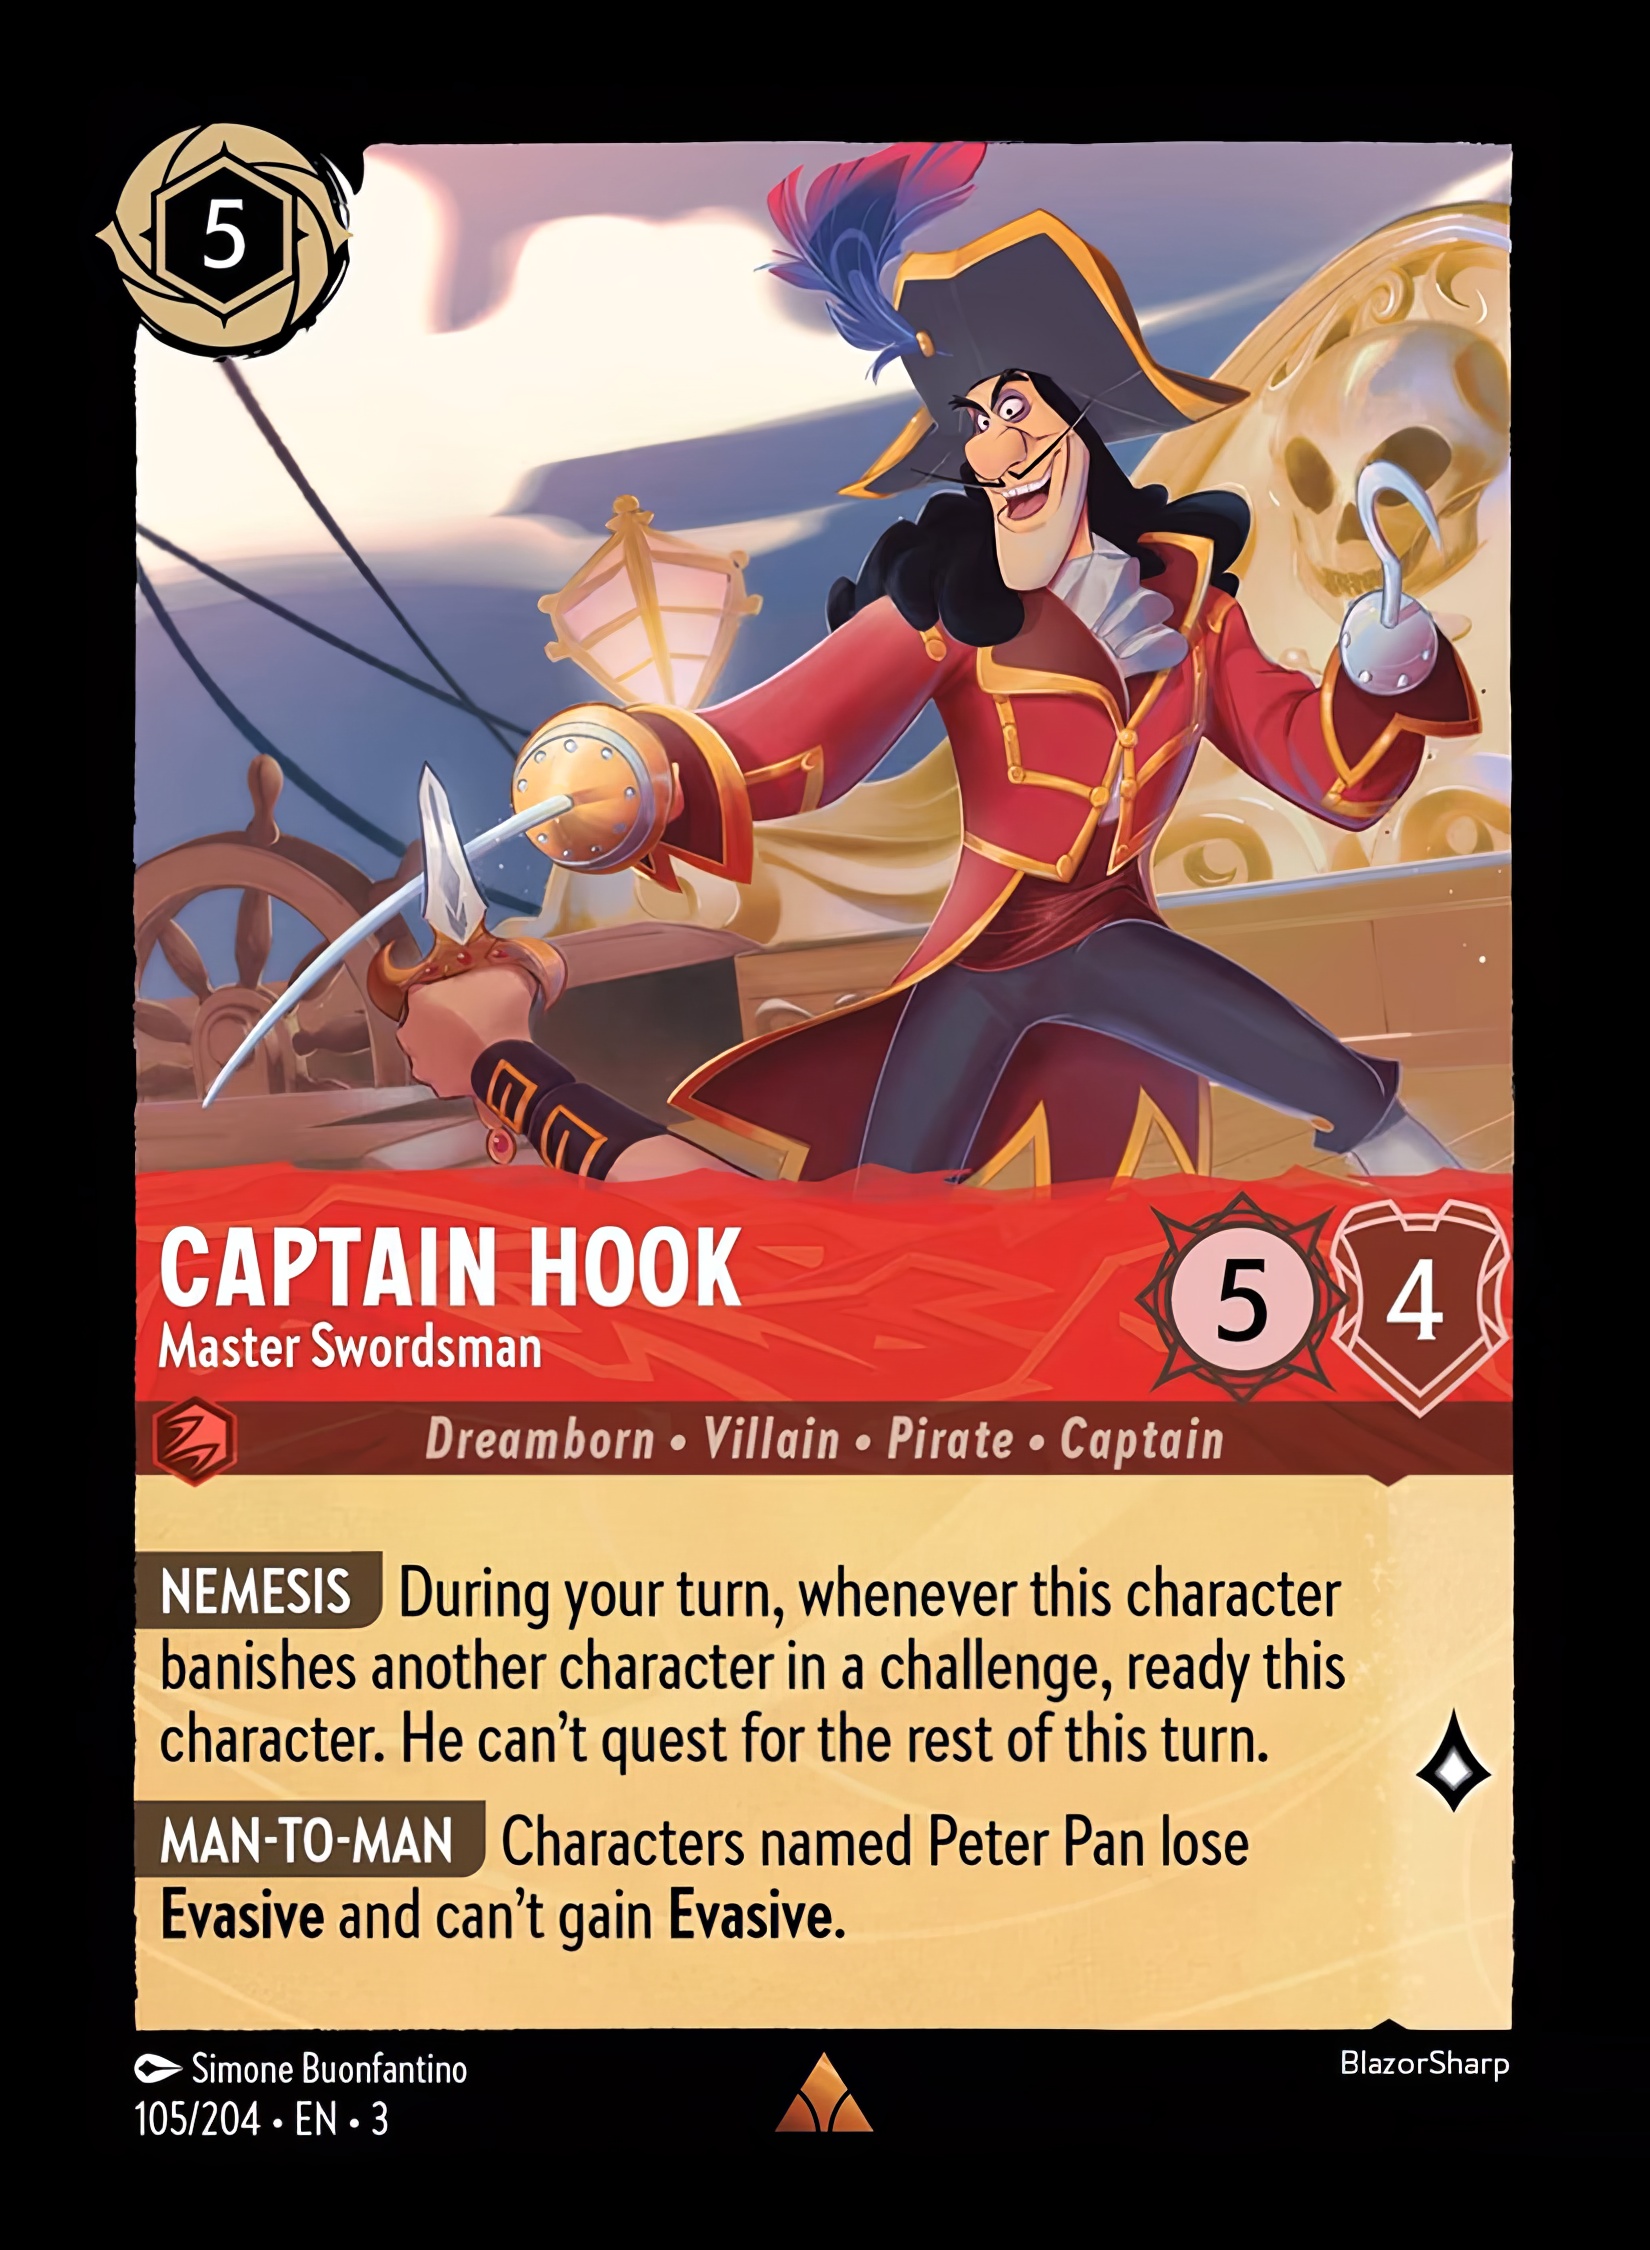 5
CAPTAIN HOOK
Master Swordsman
5
4
Dreamborn • Villain • Pirate • Captain
NEMESIS During your turn, whenever this character
banishes another character in a challenge, ready this
character. He can't quest for the rest of this turn.
MAN-TO-MAN Characters named Peter Pan lose
Evasive and can't gain Evasive.
Simone Buonfantino
BlazorSharp
105/204 • EN • 3